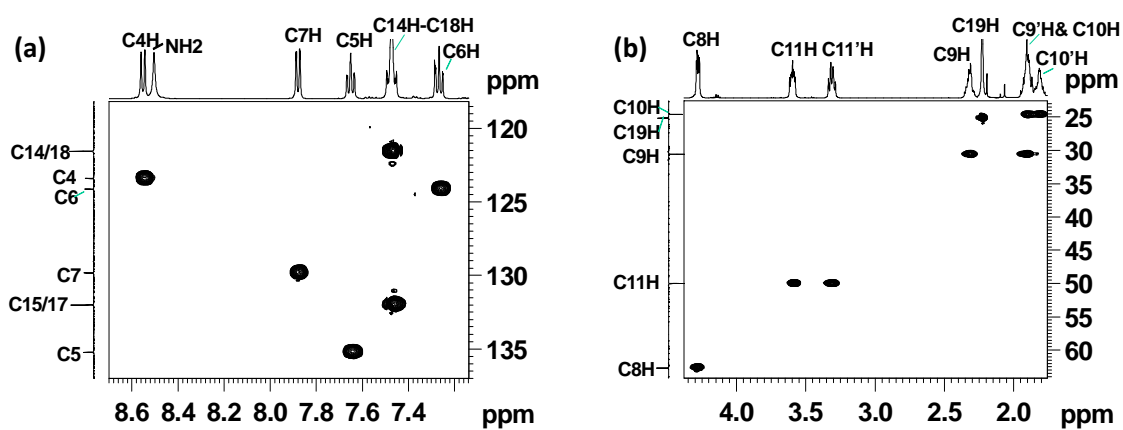 (a)
C4H
NH2
C7H
C5H
C14H-C18H
C6H
ppm
C14/18
C4
C6
C7
C15/17
C5
120
125
130
135
8.6 8.4 8.2 8.0 7.8 7.6 7.4 ppm
(b)
C8H
C11H
C11’H
C9H
C19H
C9’H& C10H
C10’H
ppm
C10H
C19H
C9H
C11H
C8H
25
30
35
40
45
50
55
60
4.0 3.5 3.0 2.5 2.0 ppm